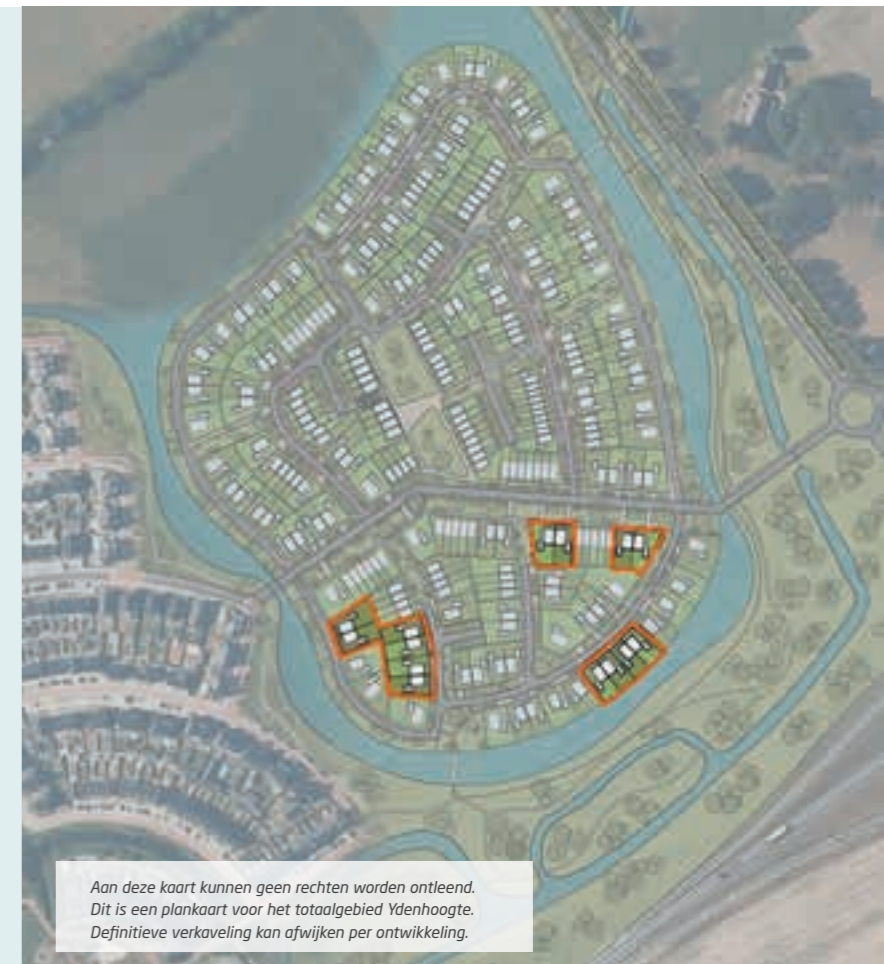 Aan deze kaart kunnen geen rechten worden ontleend.
Dit is een plankaart voor het totaalgebied Ydenhoogte.
Definitieve verkaveling kan afwijken per ontwikkeling.